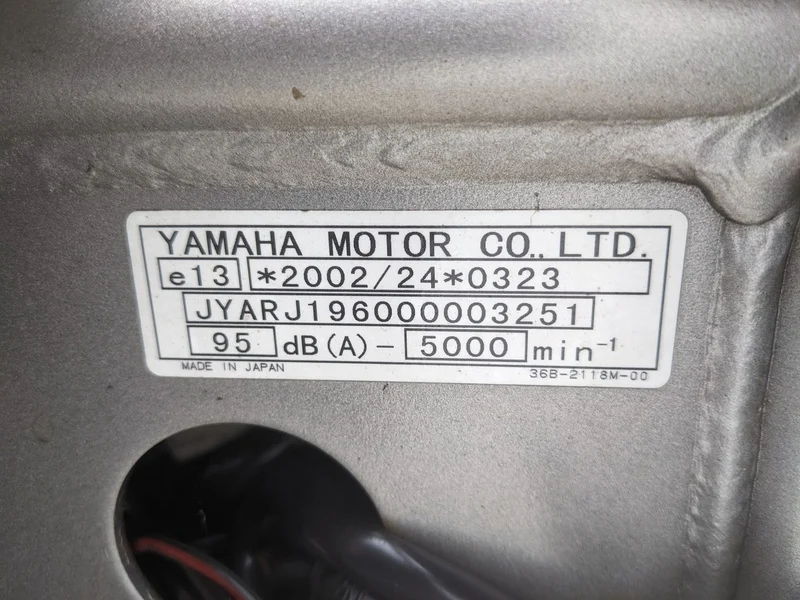 YAMAHA MOTOR CO., LTD.
e13 *2002/24*0323
JYARJ196000003251
95 dB(A) - 5000 min⁻¹
MADE IN JAPAN 36B-2118M-00